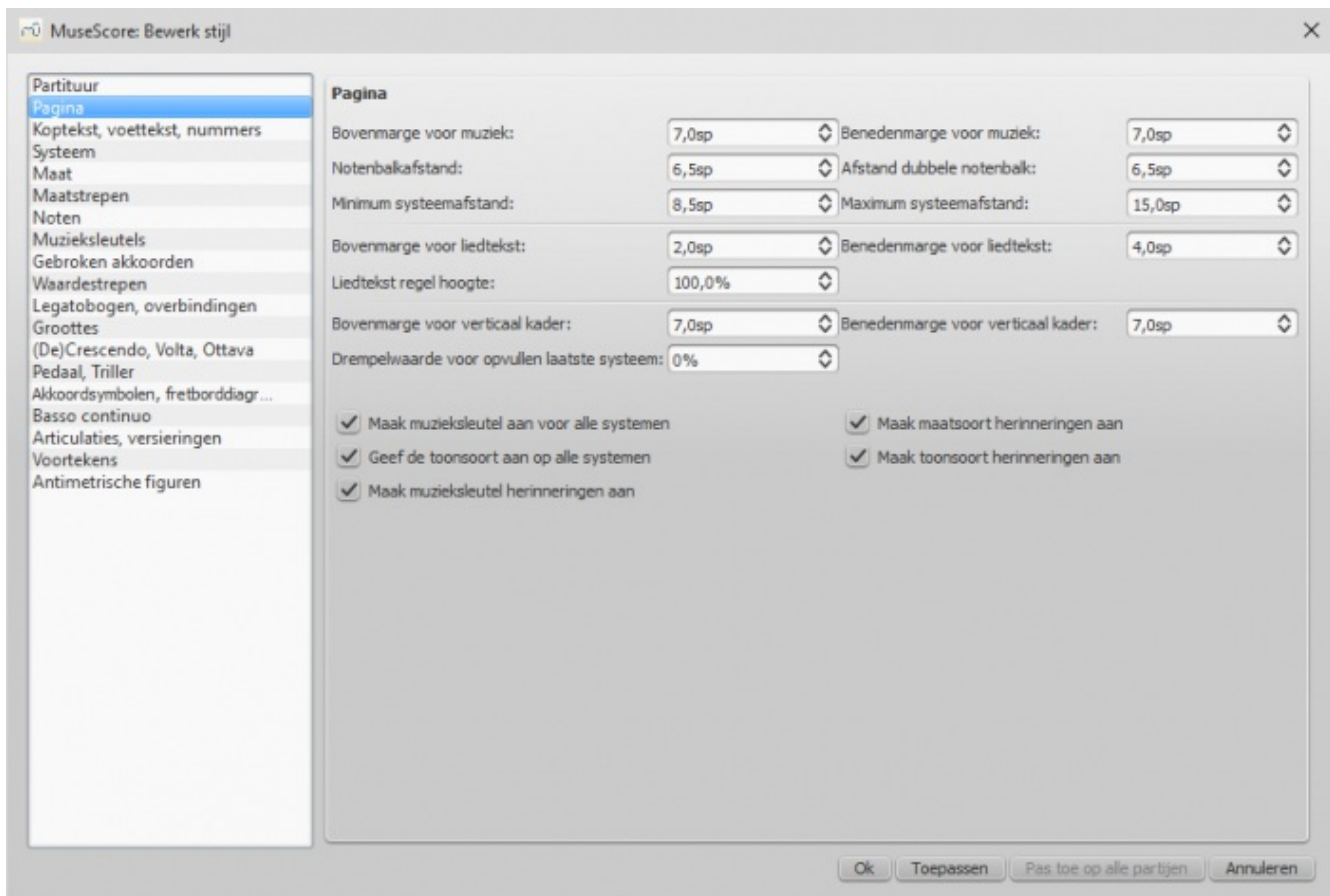 MuseScore: Bewerk stijl
Partituur
Pagina
Koptekst, voettekst, nummers
Systeem
Maat
Maatstrepen
Noten
Muzieksleutels
Gebroken akkoorden
Waardestrepen
Legatobogen, overbindingen
Groottes
(De)Crescendo, Volta, Ottava
Pedaal, Triller
Akkoordsymbolen, fretborddiagr...
Basso continuo
Articulaties, versieringen
Voortekens
Antimetrische figuren
Pagina
Bovenmarge voor muziek: 7,0sp Benedenmarge voor muziek: 7,0sp
Notenbalkafstand: 6,5sp Afstand dubbele notenbalk: 6,5sp
Minimum systeemafstand: 8,5sp Maximum systeemafstand: 15,0sp
Bovenmarge voor liedtekst: 2,0sp Benedenmarge voor liedtekst: 4,0sp
Liedtekst regel hoogte: 100,0%
Bovenmarge voor verticaal kader: 7,0sp Benedenmarge voor verticaal kader: 7,0sp
Drempelwaarde voor opvullen laatste systeem: 0%
Maak muzieksleutel aan voor alle systemen Maak maatsoort herinneringen aan
Geef de toonsoort aan op alle systemen Maak toonsoort herinneringen aan
Maak muzieksleutel herinneringen aan
Ok Toepassen Pas toe op alle partijen Annuleren